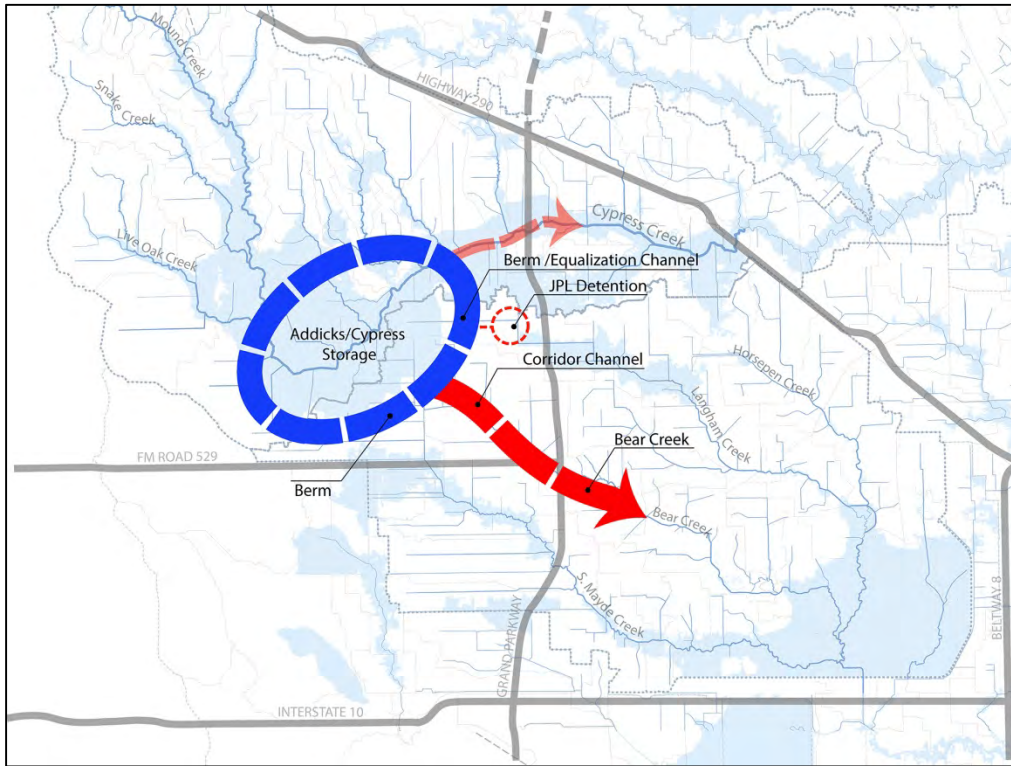 Mound Creek
HIGHWAY 290
Snake Creek
Live Oak Creek
Cypress Creek
Berm /Equalization Channel
JPL Detention
Addicks/Cypress
Storage
Corridor Channel
Horsepen Creek
Langham Creek
Bear Creek
FM ROAD 529
Berm
Bear Creek
S. Mayde Creek
BELTWAY 8
GRAND PARKWAY
INTERSTATE 10